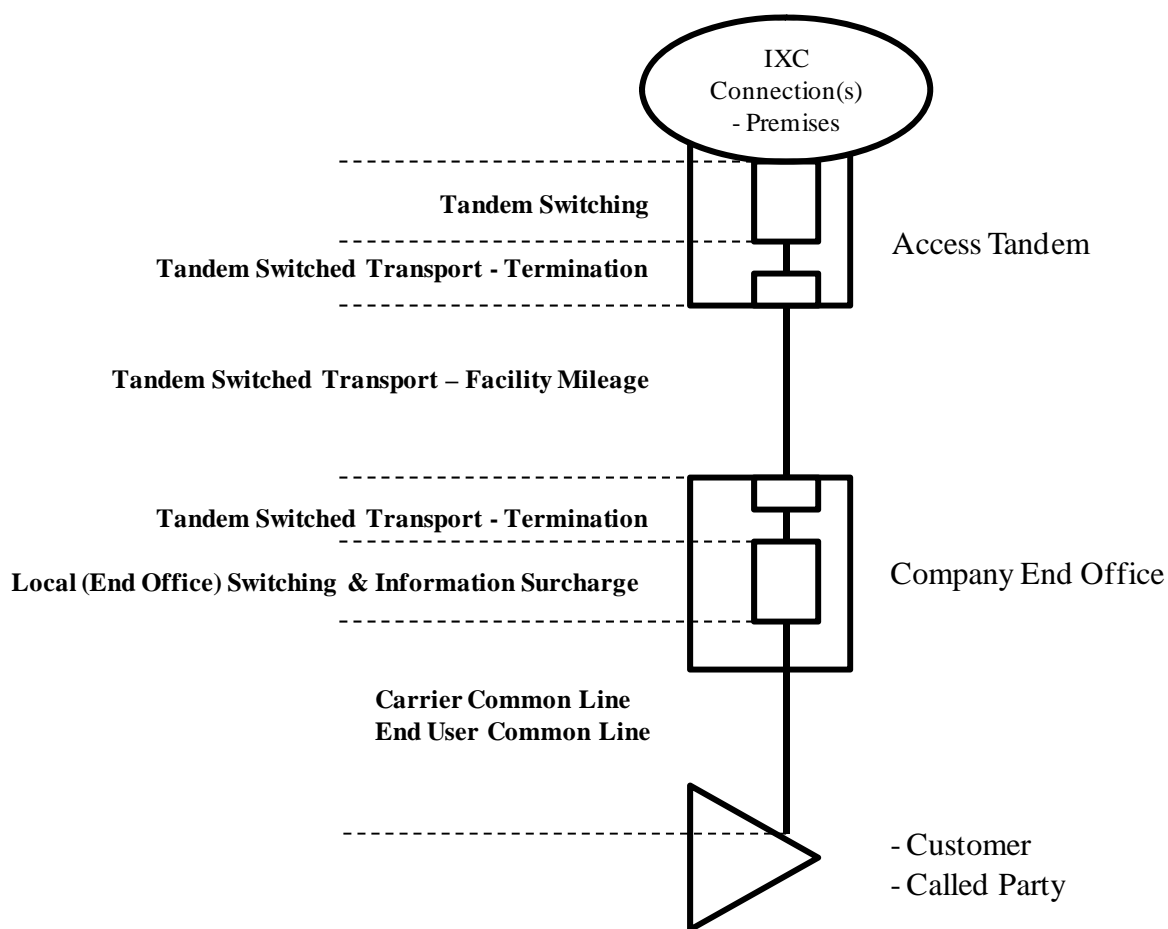 IXC
Connection(s)
- Premises
Tandem Switching
Access Tandem
Tandem Switched Transport - Termination
Tandem Switched Transport – Facility Mileage
Tandem Switched Transport - Termination
Local (End Office) Switching & Information Surcharge
Company End Office
Carrier Common Line
End User Common Line
- Customer
- Called Party